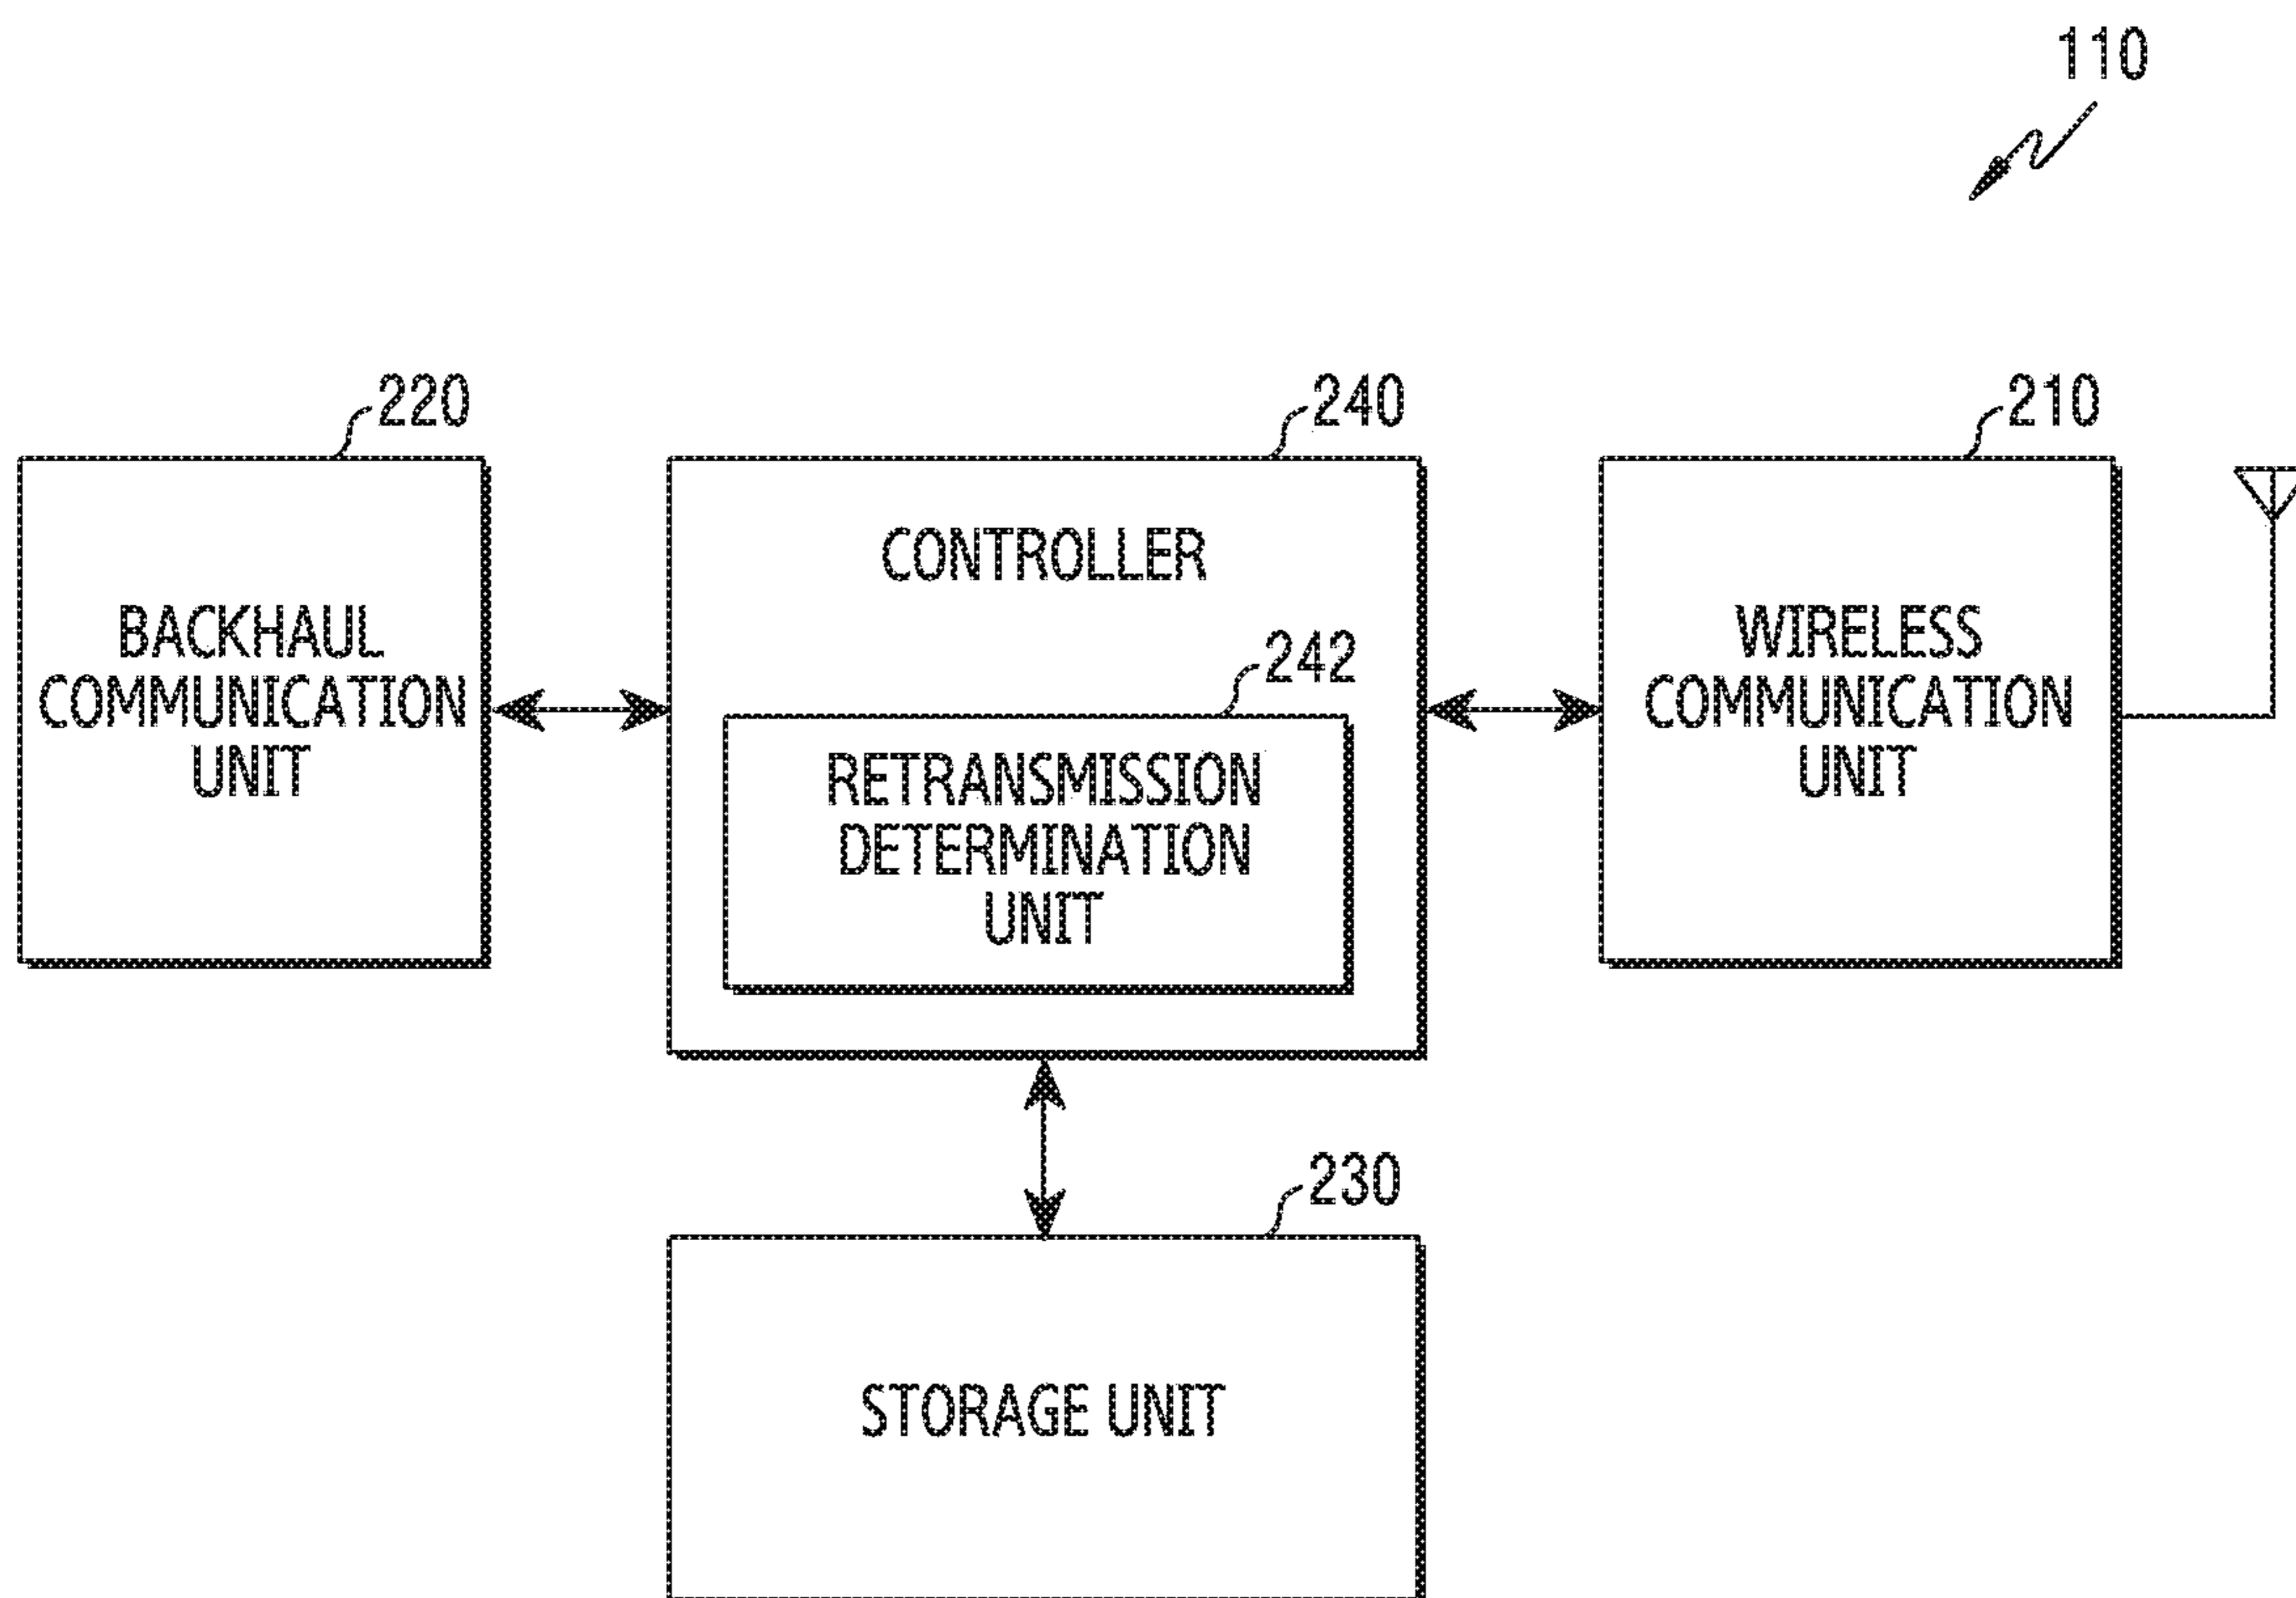 110
220
240
210
BACKHAUL
COMMUNICATION
UNIT
CONTROLLER
242
RETRANSMISSION
DETERMINATION
UNIT
WIRELESS
COMMUNICATION
UNIT
230
STORAGE UNIT